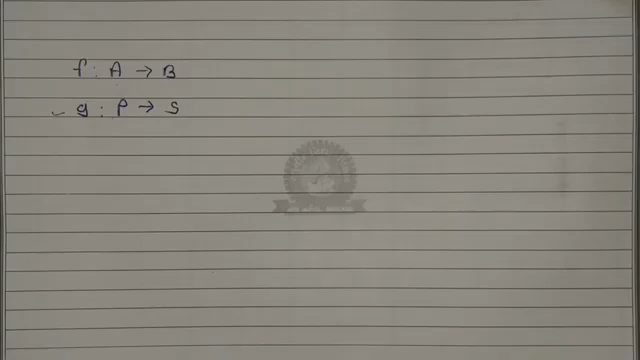 f : A → B
g : P → S